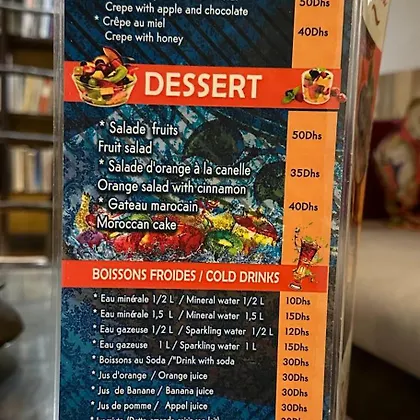 Crepe with apple and chocolate 50Dhs
* Crêpe au miel
Crepe with honey 40Dhs
DESSERT
* Salade fruits 50Dhs
Fruit salad
* Salade d'orange à la canelle 35Dhs
Orange salad with cinnamon
* Gateau marocain 40Dhs
Moroccan cake
BOISSONS FROIDES / COLD DRINKS
* Eau minérale 1/2 L / Mineral water 1/2 L 10Dhs
* Eau minérale 1,5 L / Mineral water 1,5 L 15Dhs
* Eau gazeuse 1/2 L / Sparkling water 1/2 L 12Dhs
* Eau gazeuse 1 L / Sparkling water 1 L 15Dhs
* Boissons au Soda /*Drink with soda 30Dhs
* Jus d'orange / Orange juice 30Dhs
* Jus de Banane / Banana juice 30Dhs
* Jus de pomme / Appel juice 30Dhs